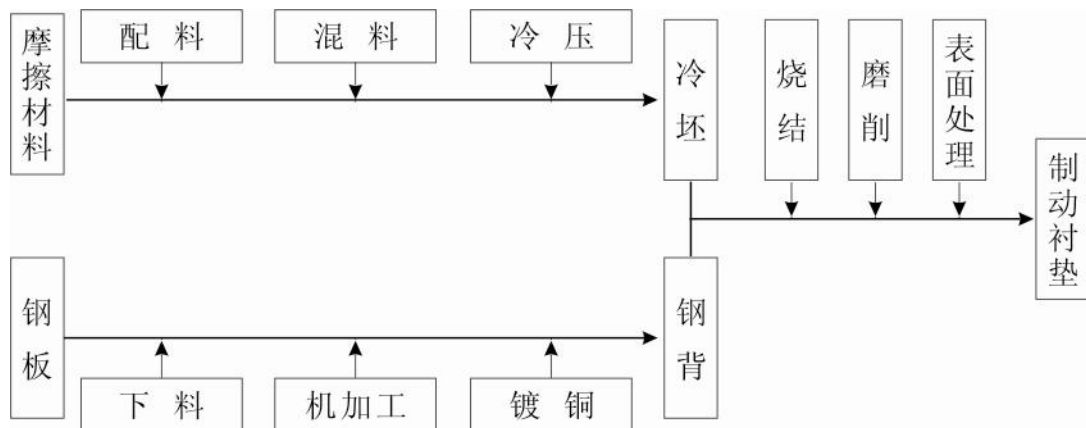 摩擦材料
配料
混料
冷压
冷坯
烧结
磨削
表面处理
制动衬垫
钢板
下料
机加工
镀铜
钢背